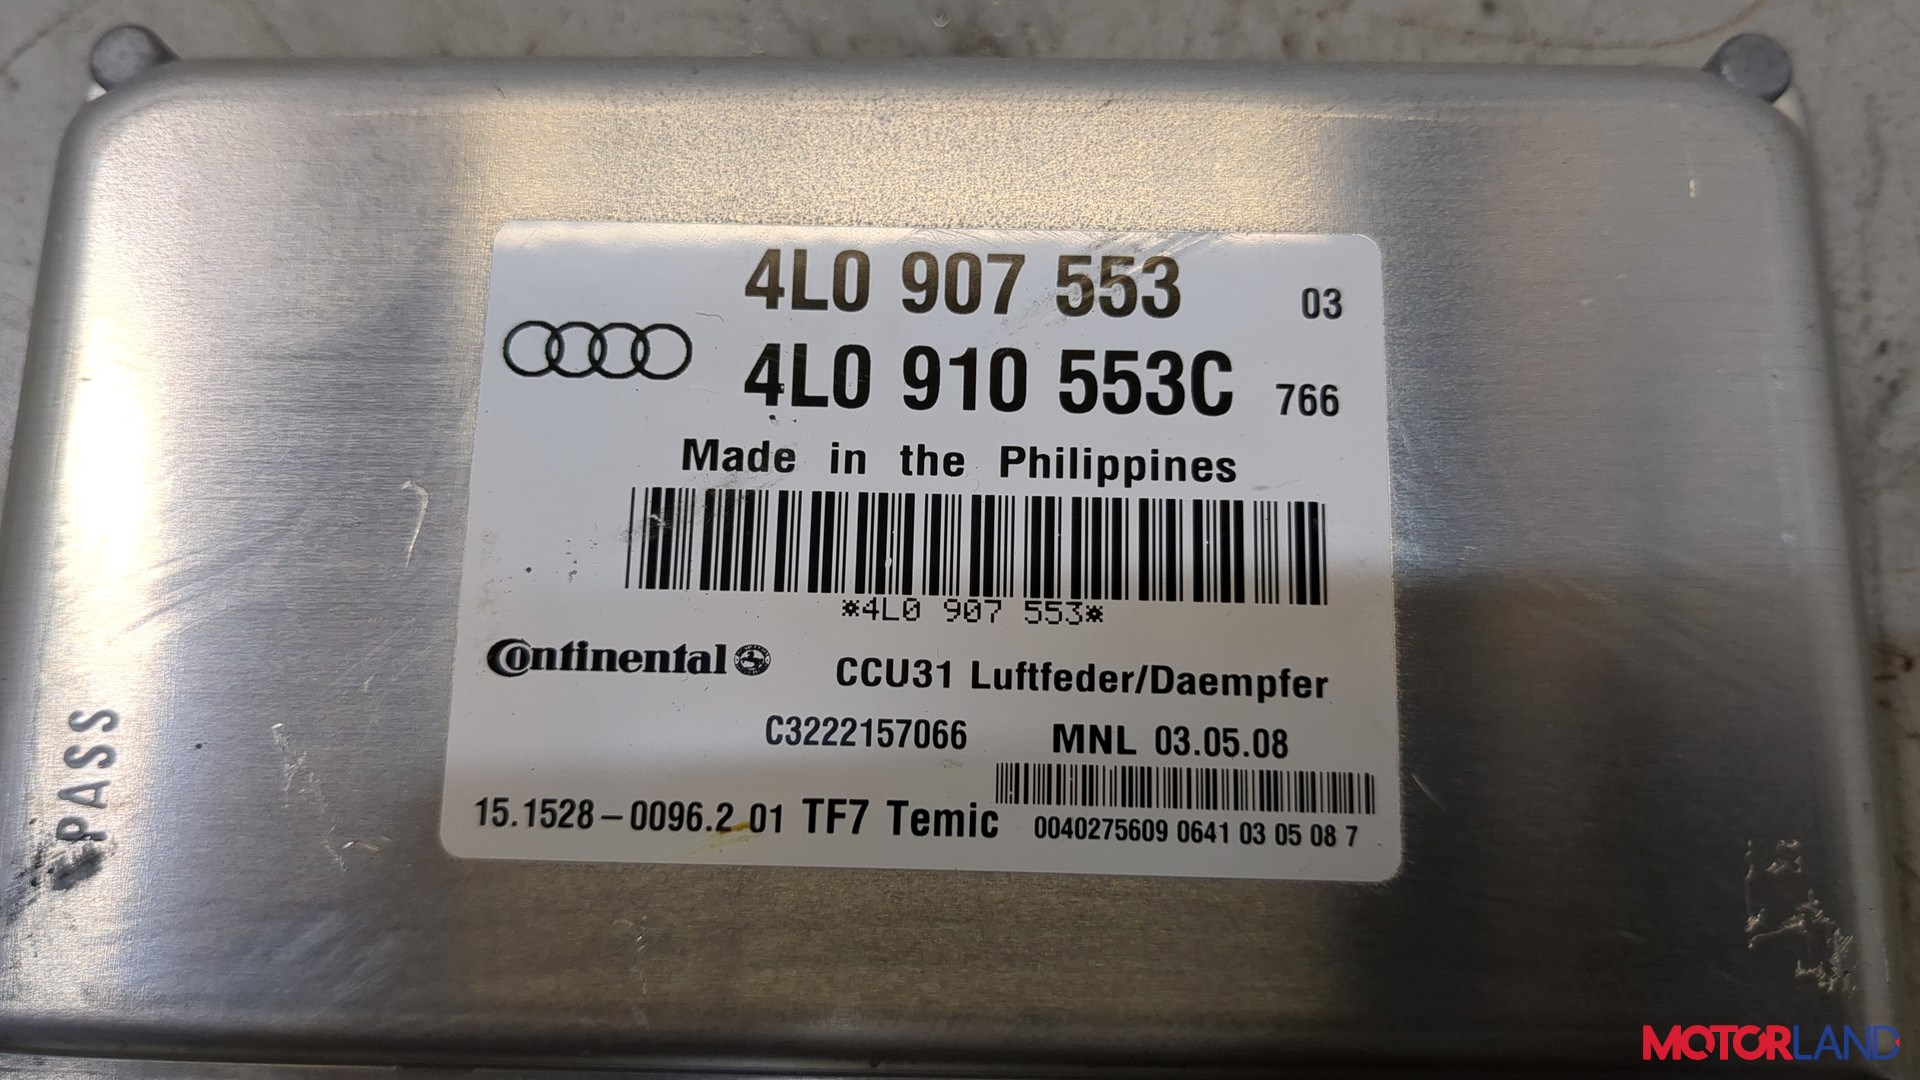 4L0 907 553 03
4L0 910 553C 766
Made in the Philippines
*4L0 907 553*
Continental
CCU31 Luftfeder/Daempfer
C3222157066 MNL 03.05.08
15.1528-0096.2 01 TF7 Temic
0040275609 0641 03 05 08 7
PASS
MOTORLAND